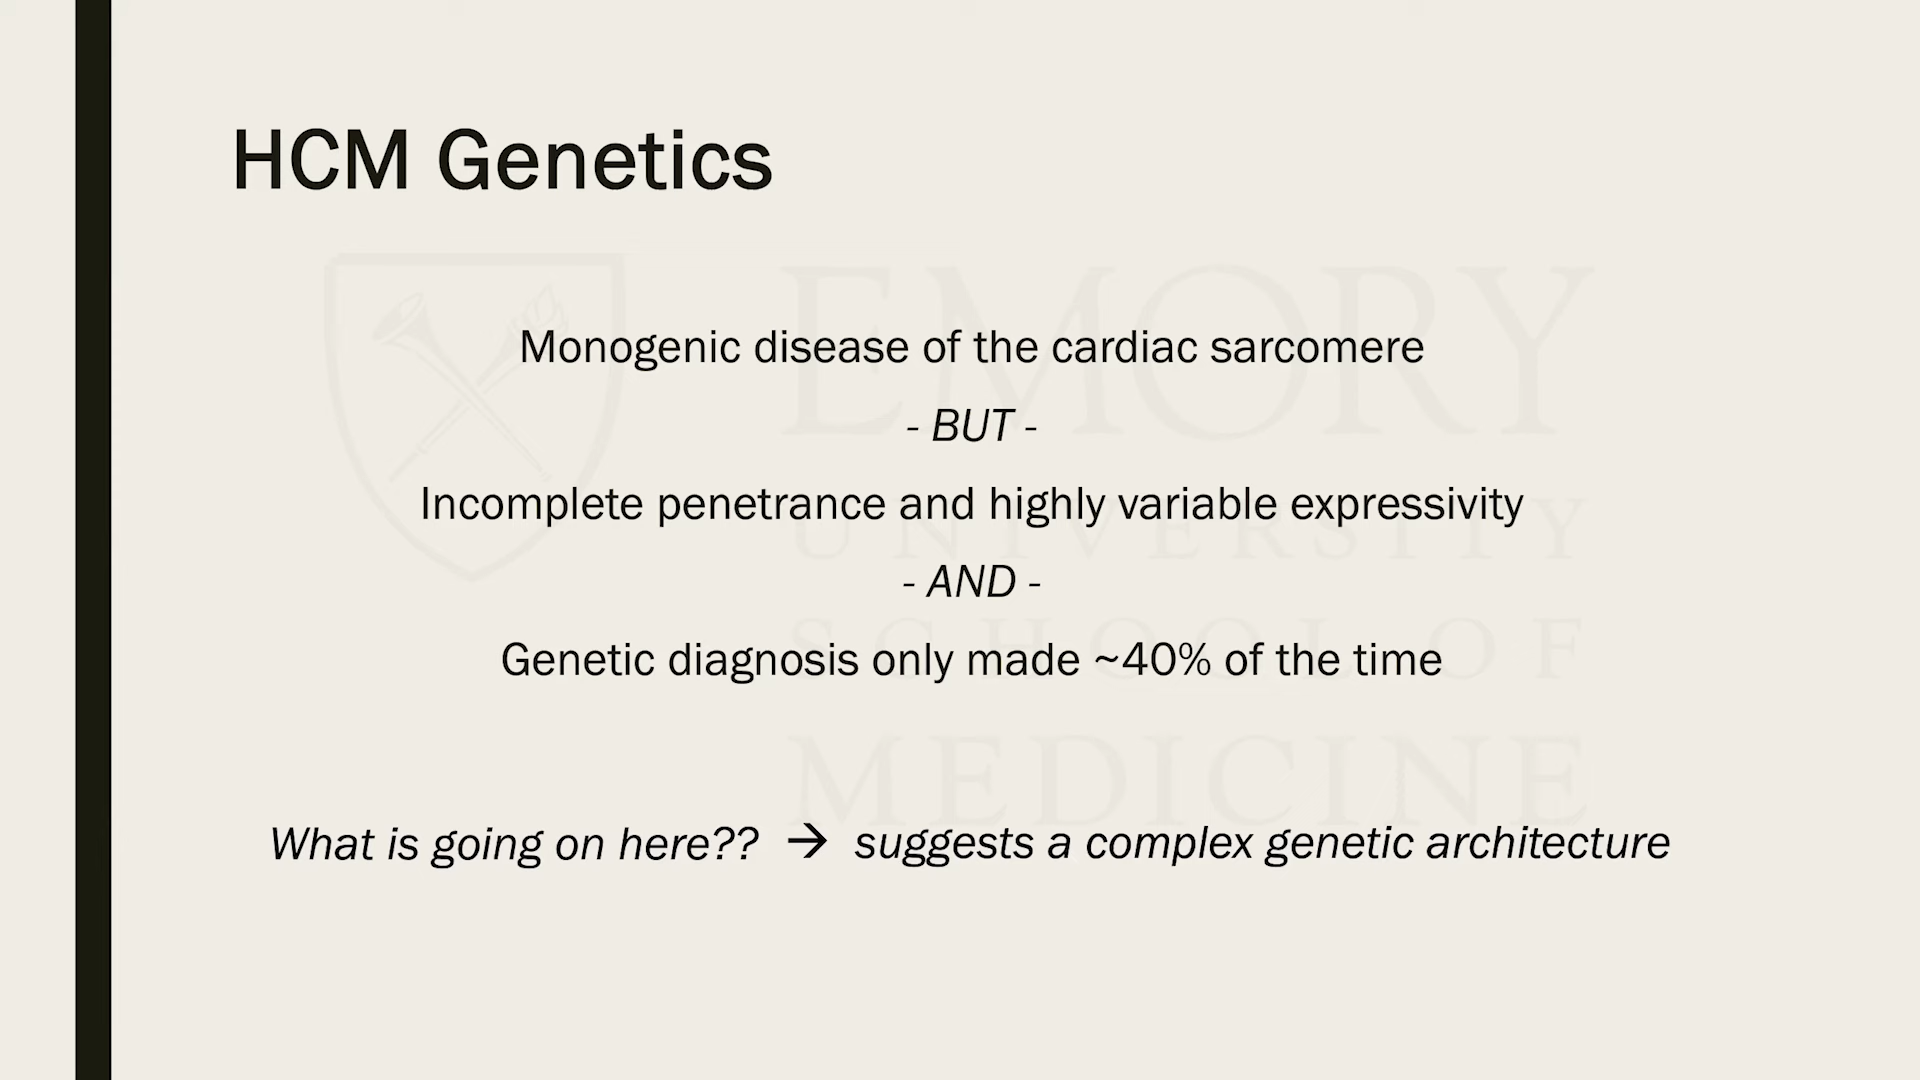 HCM Genetics
Monogenic disease of the cardiac sarcomere
- BUT -
Incomplete penetrance and highly variable expressivity
- AND -
Genetic diagnosis only made ~40% of the time
What is going on here?? → suggests a complex genetic architecture
EMORY
UNIVERSITY
SCHOOL OF
MEDICINE